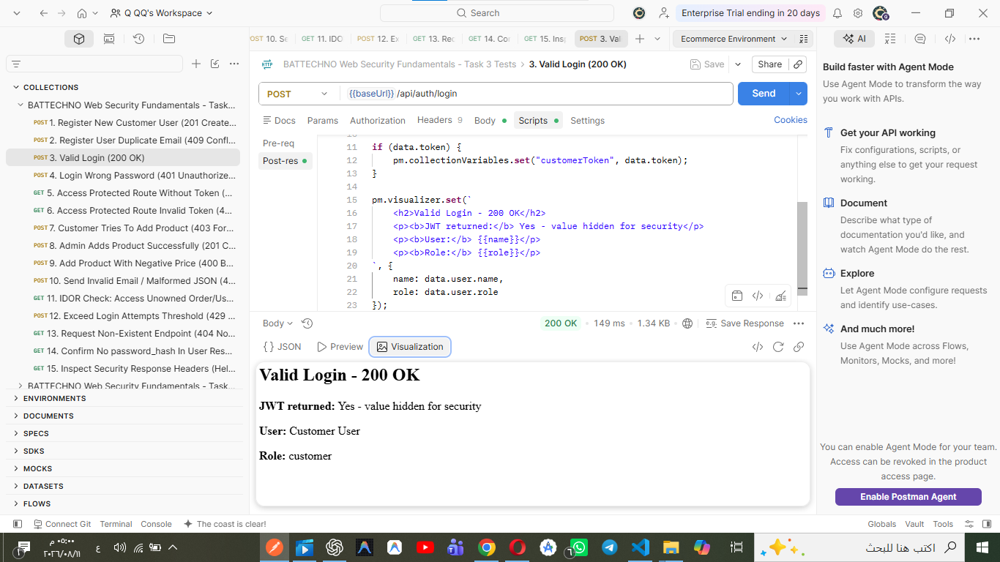 Q QQ's Workspace
Search
Enterprise Trial ending in 20 days
POST 10. Se
GET 11. IDO
POST 12. Ex
GET 13. Rec
GET 14. Cor
GET 15. Insp
POST 3. Val
Ecommerce Environment
AI
BATTECHNO Web Security Fundamentals - Task 3 Tests > 3. Valid Login (200 OK)
Save
Share
POST
{{baseUrl}} /api/auth/login
Send
Docs
Params
Authorization
Headers 9
Body
Scripts
Settings
Cookies
Pre-req
Post-res
10
11 if (data.token) {
12 pm.collectionVariables.set("customerToken", data.token);
13 }
14
15 pm.visualizer.set(`
16 <h2>Valid Login - 200 OK</h2>
17 <p><b>JWT returned:</b> Yes - value hidden for security</p>
18 <p><b>User:</b> {{name}}</p>
19 <p><b>Role:</b> {{role}}</p>
20 `, {
21 name: data.user.name,
22 role: data.user.role
23 });
Body
200 OK • 149 ms • 1.34 KB
e.g. Save Response
{} JSON
Preview
Visualization
Valid Login - 200 OK
JWT returned: Yes - value hidden for security
User: Customer User
Role: customer
COLLECTIONS
BATTECHNO Web Security Fundamentals - Task...
POST 1. Register New Customer User (201 Create...
POST 2. Register User Duplicate Email (409 Confl...
POST 3. Valid Login (200 OK)
POST 4. Login Wrong Password (401 Unauthorize...
GET 5. Access Protected Route Without Token (...
GET 6. Access Protected Route Invalid Token (4...
POST 7. Customer Tries To Add Product (403 For...
POST 8. Admin Adds Product Successfully (201 C...
POST 9. Add Product With Negative Price (400 B...
POST 10. Send Invalid Email / Malformed JSON (4...
GET 11. IDOR Check: Access Unowned Order/Us...
POST 12. Exceed Login Attempts Threshold (429 ...
GET 13. Request Non-Existent Endpoint (404 No...
GET 14. Confirm No password_hash In User Res...
GET 15. Inspect Security Response Headers (Hel...
BATTECHNO Web Security Fundamentals - Task...
ENVIRONMENTS
DOCUMENTS
SPECS
SDKS
MOCKS
DATASETS
FLOWS
Build faster with Agent Mode
Use Agent Mode to transform the way
you work with APIs.
Get your API working
Fix configurations, scripts, or
anything else to get your request
working.
Document
Describe what type of
documentation you'd like, and
watch Agent Mode do the rest.
Explore
Let Agent Mode configure requests
and identify use-cases.
And much more!
Use Agent Mode across Flows,
Monitors, Mocks, and more!
You can enable Agent Mode for your team.
Access can be revoked in the product
access page.
Enable Postman Agent
Connect Git
Terminal
Console
The coast is clear!
Globals
Vault
Tools
ع
٠٥:٠٠ م
٢٠٢٦/٠٨/١١
اكتب هنا للبحث